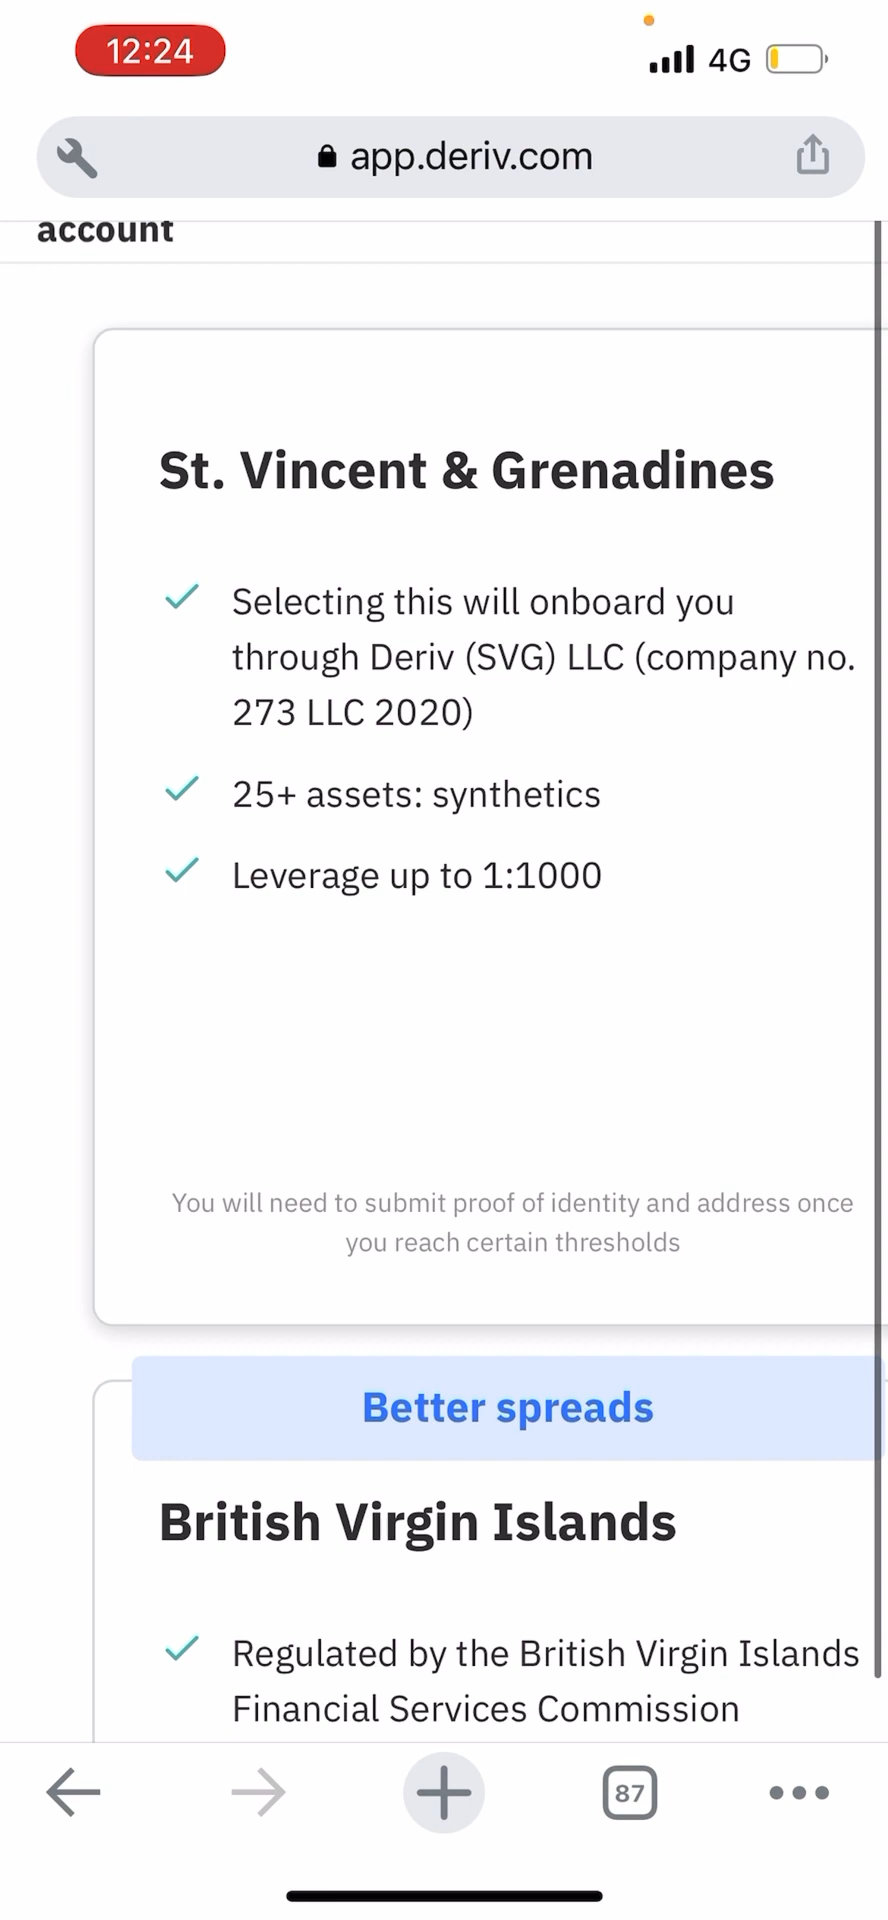 12:24
4G
app.deriv.com
account
St. Vincent & Grenadines
Selecting this will onboard you
through Deriv (SVG) LLC (company no.
273 LLC 2020)
25+ assets: synthetics
Leverage up to 1:1000
You will need to submit proof of identity and address once
you reach certain thresholds
Better spreads
British Virgin Islands
Regulated by the British Virgin Islands
Financial Services Commission
87